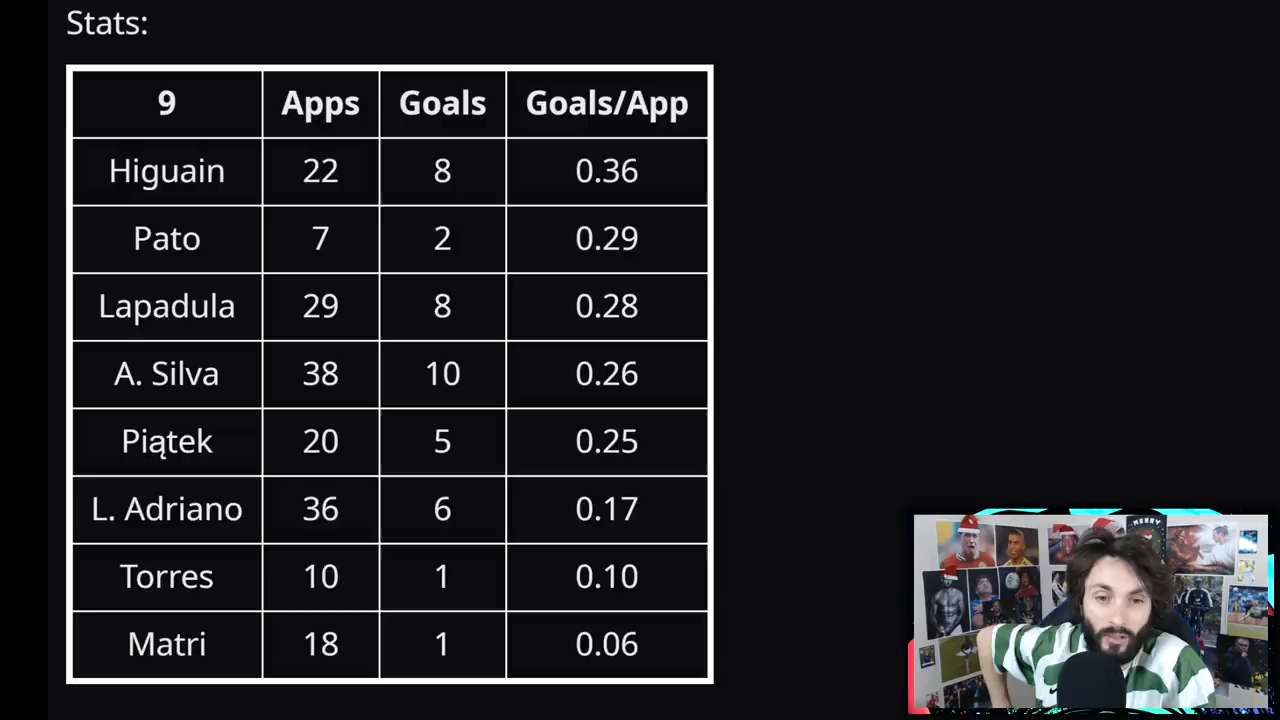 Stats:
9 Apps Goals Goals/App
Higuain 22 8 0.36
Pato 7 2 0.29
Lapadula 29 8 0.28
A. Silva 38 10 0.26
Piątek 20 5 0.25
L. Adriano 36 6 0.17
Torres 10 1 0.10
Matri 18 1 0.06
MERRY